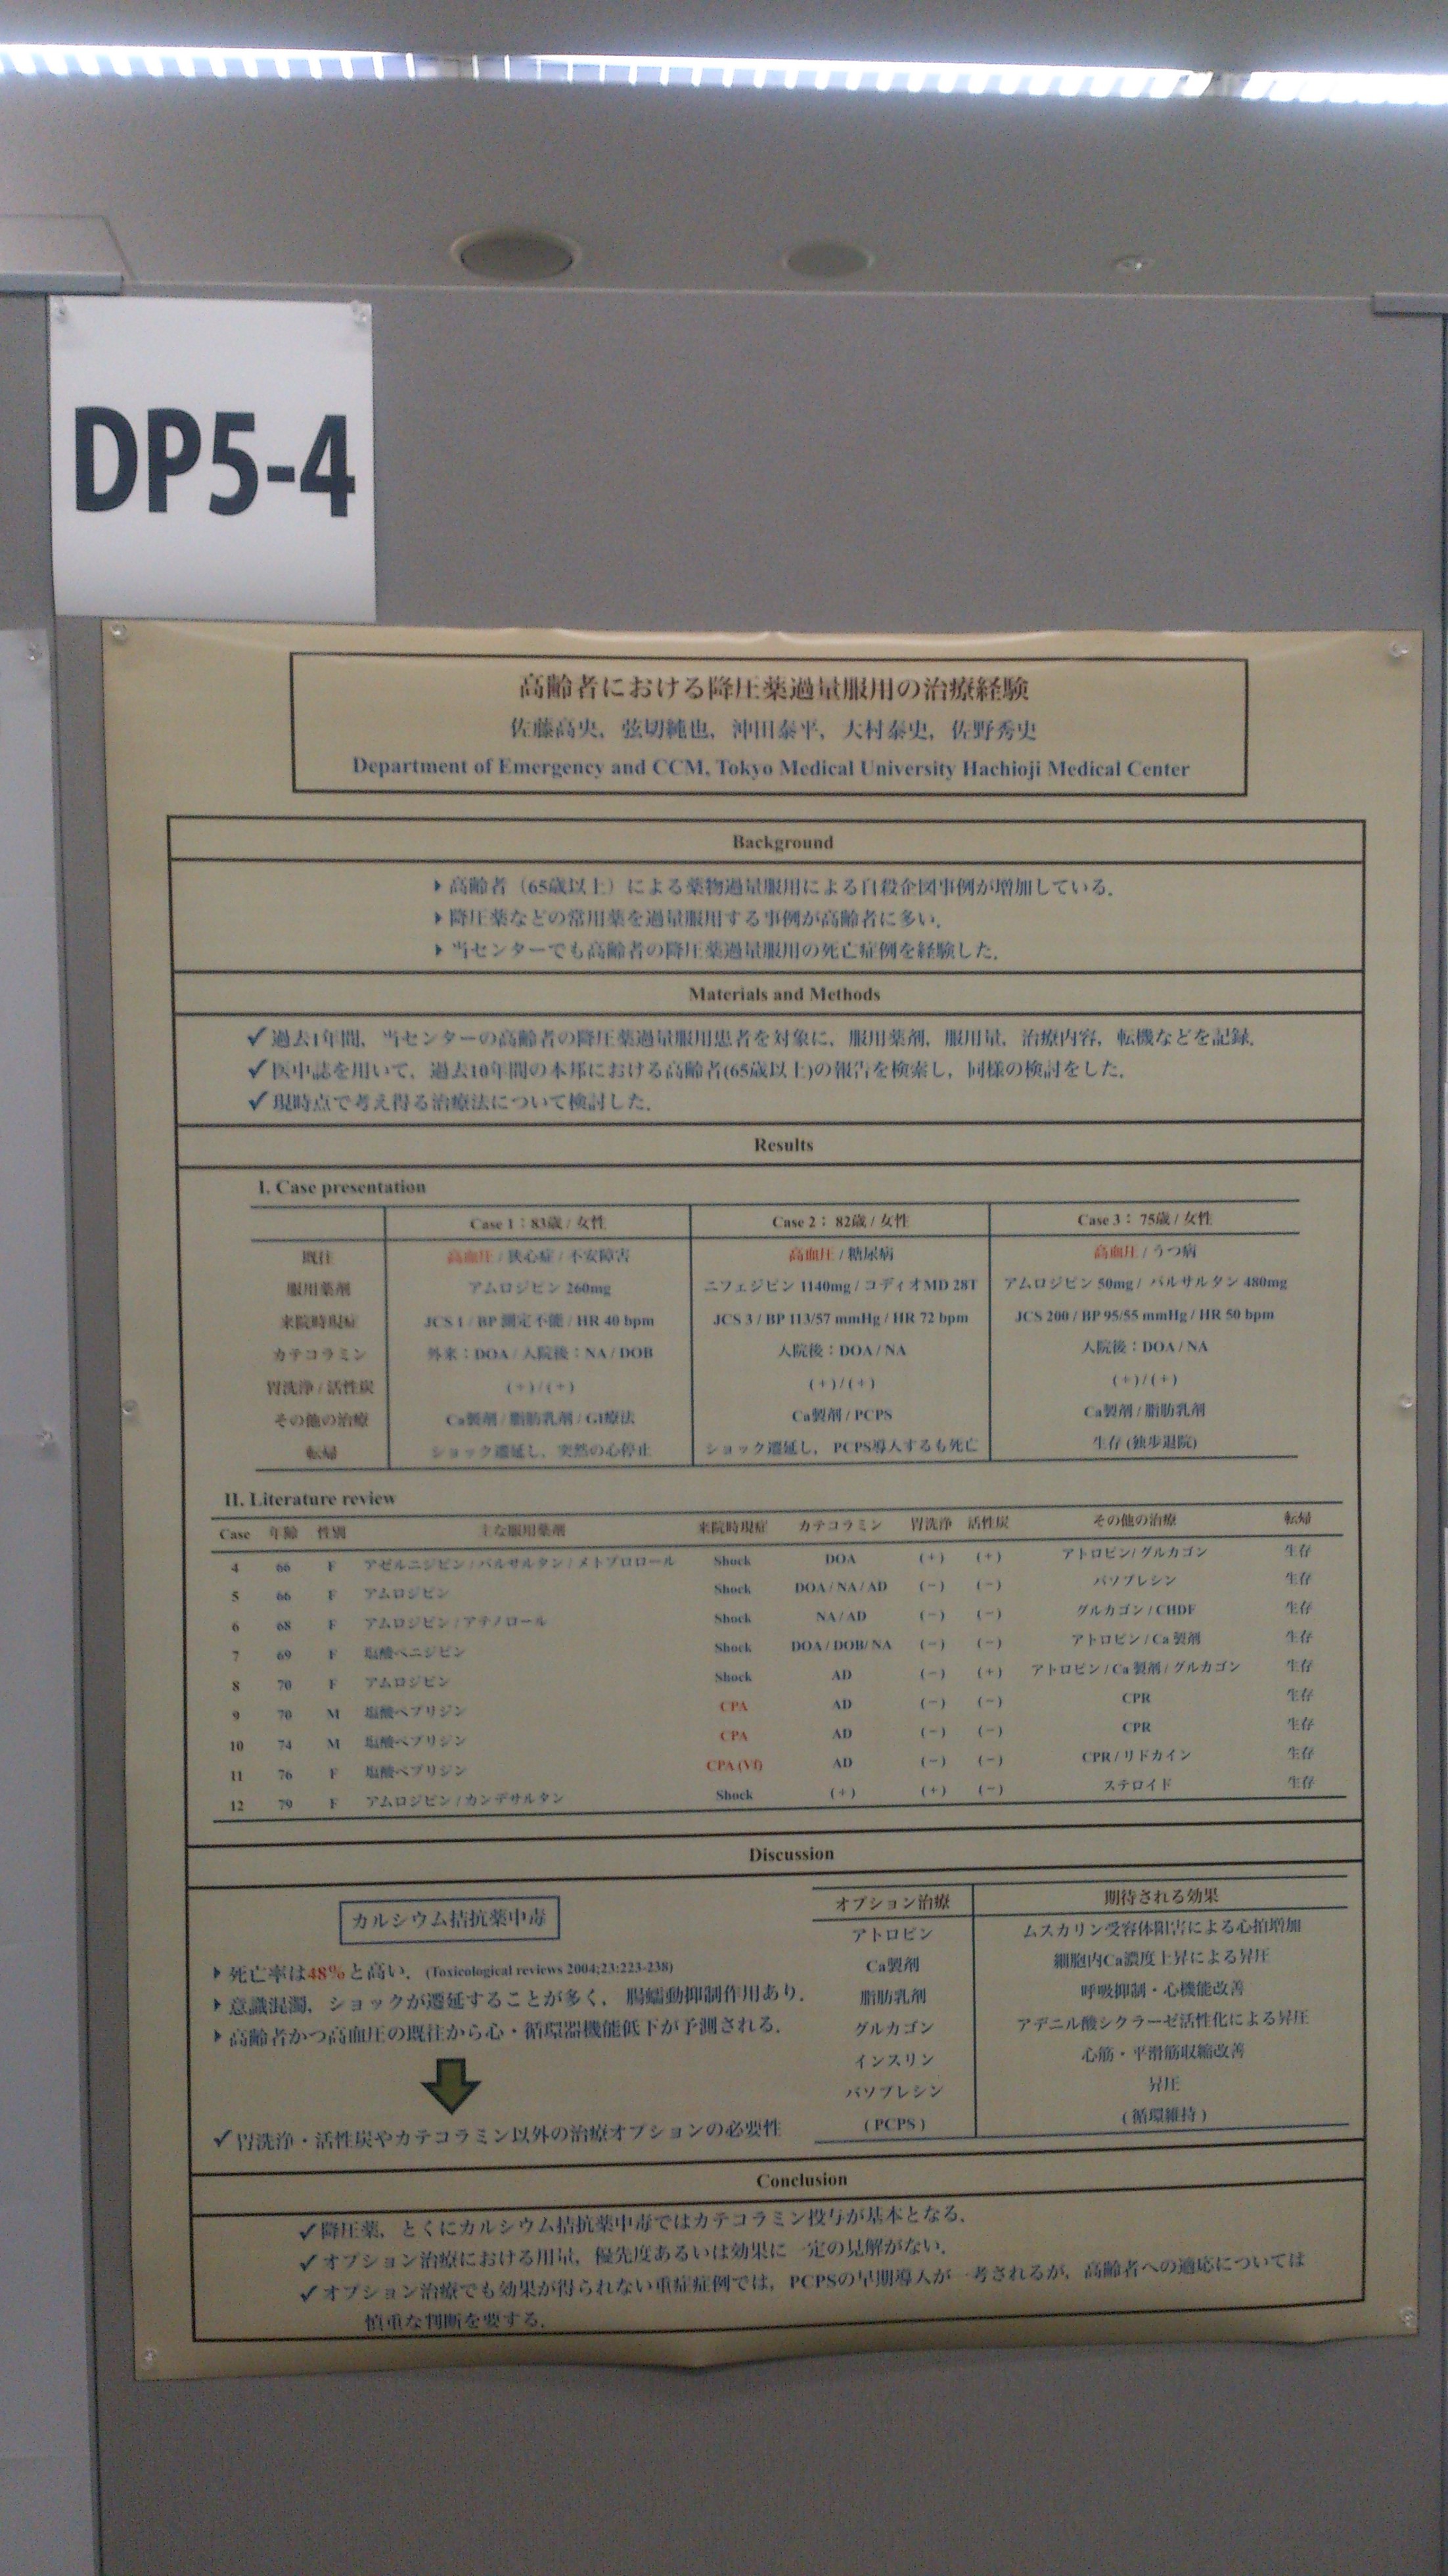 DP5-4
高齢者における降圧薬過量服用の治療経験
佐藤高央, 弦切純也, 沖田泰平, 大村泰史, 佐野秀史
Department of Emergency and CCM, Tokyo Medical University Hachioji Medical Center
Background
高齢者（65歳以上）による薬物過量服用による自殺企図事例が増加している.
降圧薬などの常用薬を過量服用する事例が高齢者に多い.
当センターでも高齢者の降圧薬過量服用の死亡症例を経験した.
Materials and Methods
✓過去1年間, 当センターの高齢者の降圧薬過量服用患者を対象に, 服用薬剤, 服用量, 治療内容, 転機などを記録.
✓医中誌を用いて, 過去10年間の本邦における高齢者(65歳以上)の報告を検索し, 同様の検討をした.
✓現時点で考え得る治療法について検討した.
Results
I. Case presentation
Case 1：83歳 / 女性 Case 2： 82歳 / 女性 Case 3： 75歳 / 女性
既往 高血圧 / 狭心症 / 不安障害 高血圧 / 糖尿病 高血圧 / うつ病
服用薬剤 アムロジピン 260mg ニフェジピン 1140mg / コディオMD 28T アムロジピン 50mg / バルサルタン 480mg
来院時現症 JCS 1 / BP 測定不能 / HR 40 bpm JCS 3 / BP 113/57 mmHg / HR 72 bpm JCS 200 / BP 95/55 mmHg / HR 50 bpm
カテコラミン 外来：DOA / 入院後：NA / DOB 入院後：DOA / NA 入院後：DOA / NA
胃洗浄 / 活性炭 (+) / (+) (+) / (+) (+) / (+)
その他の治療 Ca製剤 / 脂肪乳剤 / GI療法 Ca製剤 / PCPS Ca製剤 / 脂肪乳剤
転帰 ショック遷延し, 突然の心停止 ショック遷延し, PCPS導入するも死亡 生存 (独歩退院)
II. Literature review
Case 年齢 性別 主な服用薬剤 来院時現症 カテコラミン 胃洗浄 活性炭 その他の治療 転帰
4 66 F アゼルニジピン / バルサルタン / メトプロロール Shock DOA (+) (+) アトロピン/ グルカゴン 生存
5 66 F アムロジピン Shock DOA / NA / AD (−) (−) バソプレシン 生存
6 68 F アムロジピン / アテノロール Shock NA / AD (−) (−) グルカゴン / CHDF 生存
7 69 F 塩酸ベニジピン Shock DOA / DOB/ NA (−) (−) アトロピン / Ca 製剤 生存
8 70 F アムロジピン Shock AD (−) (+) アトロピン / Ca 製剤 / グルカゴン 生存
9 70 M 塩酸ベプリジン CPA AD (−) (−) CPR 生存
10 74 M 塩酸ベプリジン CPA AD (−) (−) CPR 生存
11 76 F 塩酸ベプリジン CPA (Vf) AD (−) (−) CPR / リドカイン 生存
12 79 F アムロジピン / カンデサルタン Shock (+) (+) (−) ステロイド 生存
Discussion
カルシウム拮抗薬中毒
死亡率は48%と高い. (Toxicological reviews 2004;23:223-238)
意識混濁, ショックが遷延することが多く, 腸蠕動抑制作用あり.
高齢者かつ高血圧の既往から心・循環器機能低下が予測される.
✓胃洗浄・活性炭やカテコラミン以外の治療オプションの必要性
オプション治療 期待される効果
アトロピン ムスカリン受容体阻害による心拍増加
Ca製剤 細胞内Ca濃度上昇による昇圧
脂肪乳剤 呼吸抑制・心機能改善
グルカゴン アデニル酸シクラーゼ活性化による昇圧
インスリン 心筋・平滑筋収縮改善
バソプレシン 昇圧
( PCPS ) ( 循環維持 )
Conclusion
✓降圧薬, とくにカルシウム拮抗薬中毒ではカテコラミン投与が基本となる.
✓オプション治療における用量, 優先度あるいは効果に一定の見解がない.
✓オプション治療でも効果が得られない重症症例では, PCPSの早期導入が一考されるが, 高齢者への適応については
慎重な判断を要する.